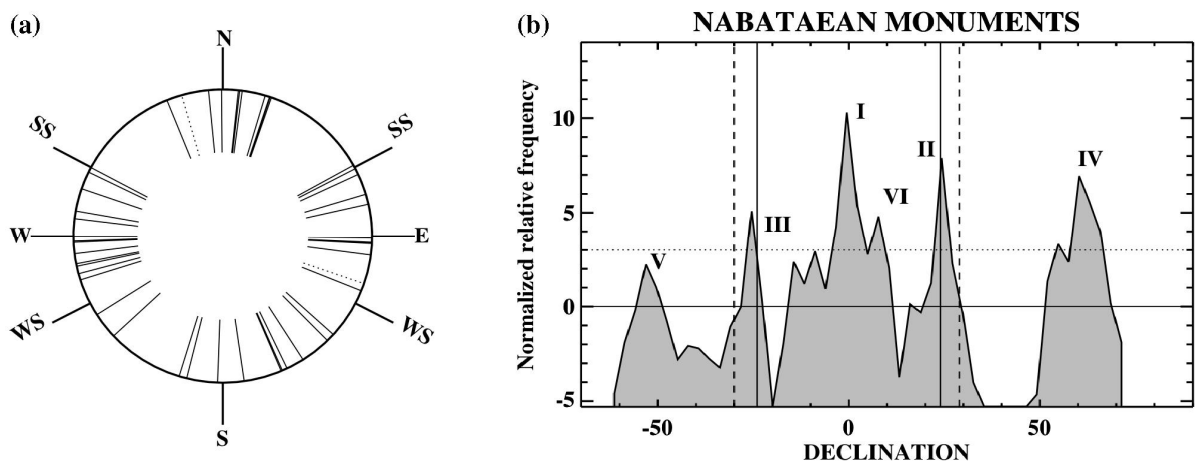 (a)
N
SS
SS
W
E
WS
WS
S
(b)
NABATAEAN MONUMENTS
Normalized relative frequency
10
5
0
-5
I
II
III
IV
V
VI
-50
0
50
DECLINATION